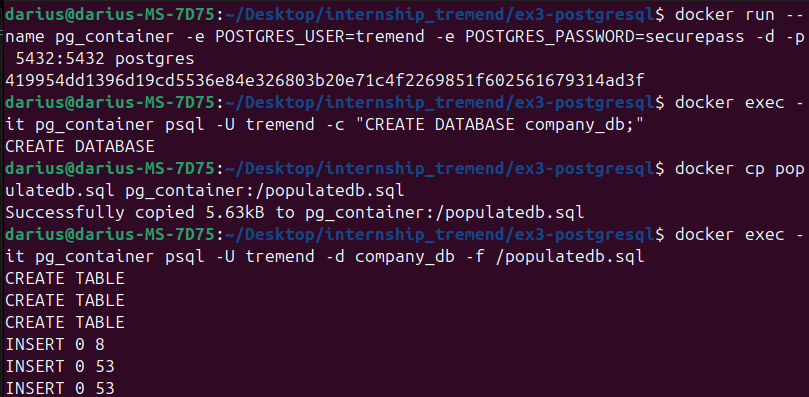 darius@darius-MS-7D75:~/Desktop/internship_tremend/ex3-postgresql$ docker run --
name pg_container -e POSTGRES_USER=tremend -e POSTGRES_PASSWORD=securepass -d -p
 5432:5432 postgres
419954dd1396d19cd5536e84e326803b20e71c4f2269851f602561679314ad3f
darius@darius-MS-7D75:~/Desktop/internship_tremend/ex3-postgresql$ docker exec -
it pg_container psql -U tremend -c "CREATE DATABASE company_db;"
CREATE DATABASE
darius@darius-MS-7D75:~/Desktop/internship_tremend/ex3-postgresql$ docker cp pop
ulatedb.sql pg_container:/populatedb.sql
Successfully copied 5.63kB to pg_container:/populatedb.sql
darius@darius-MS-7D75:~/Desktop/internship_tremend/ex3-postgresql$ docker exec -
it pg_container psql -U tremend -d company_db -f /populatedb.sql
CREATE TABLE
CREATE TABLE
CREATE TABLE
INSERT 0 8
INSERT 0 53
INSERT 0 53